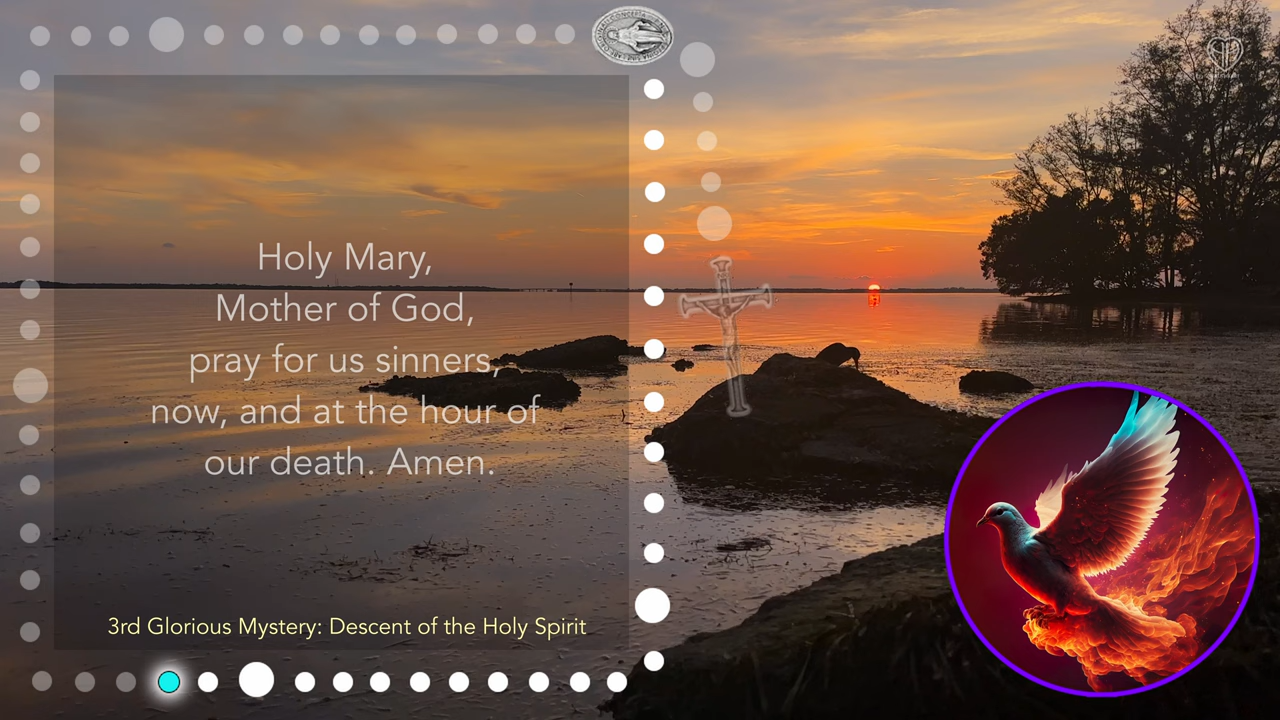 Holy Mary,
Mother of God,
pray for us sinners,
now, and at the hour of
our death. Amen.
3rd Glorious Mystery: Descent of the Holy Spirit